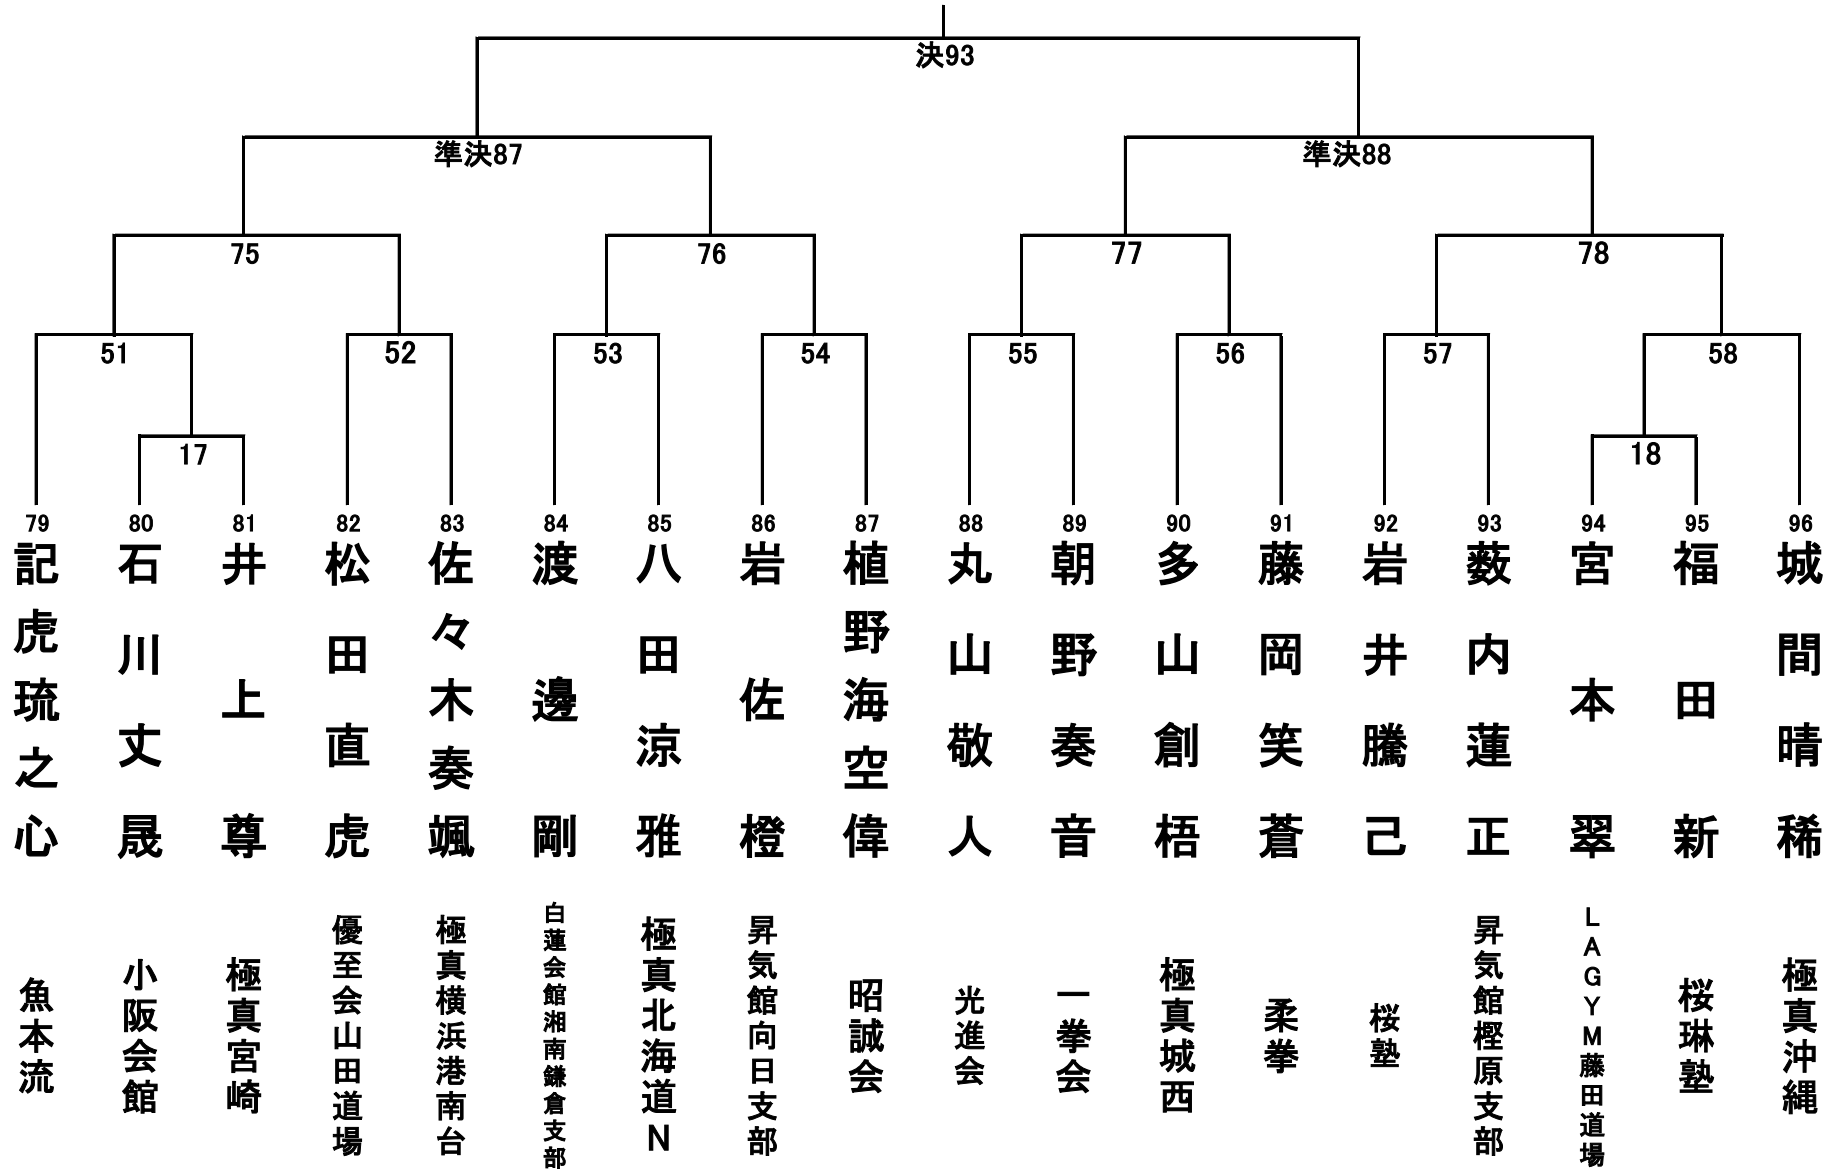 決93
準決87
準決88
75
76
77
78
51
52
53
54
55
56
57
58
17
18
79
記虎琉之心
魚本流
80
石川丈晟
小阪会館
81
井上尊
極真宮崎
82
松田直虎
優至会山田道場
83
佐々木奏颯
極真横浜港南台
84
渡邊剛
白蓮会館湘南鎌倉支部
85
八田涼雅
極真北海道N
86
岩佐橙
昇気館向日支部
87
植野海空偉
昭誠会
88
丸山敬人
光進会
89
朝野奏音
一拳会
90
多山創梧
極真城西
91
藤岡笑蒼
柔拳
92
岩井騰己
桜塾
93
薮内蓮正
昇気館樫原支部
94
宮本翠
LAGYM藤田道場
95
福田新
桜琳塾
96
城間晴稀
極真沖縄